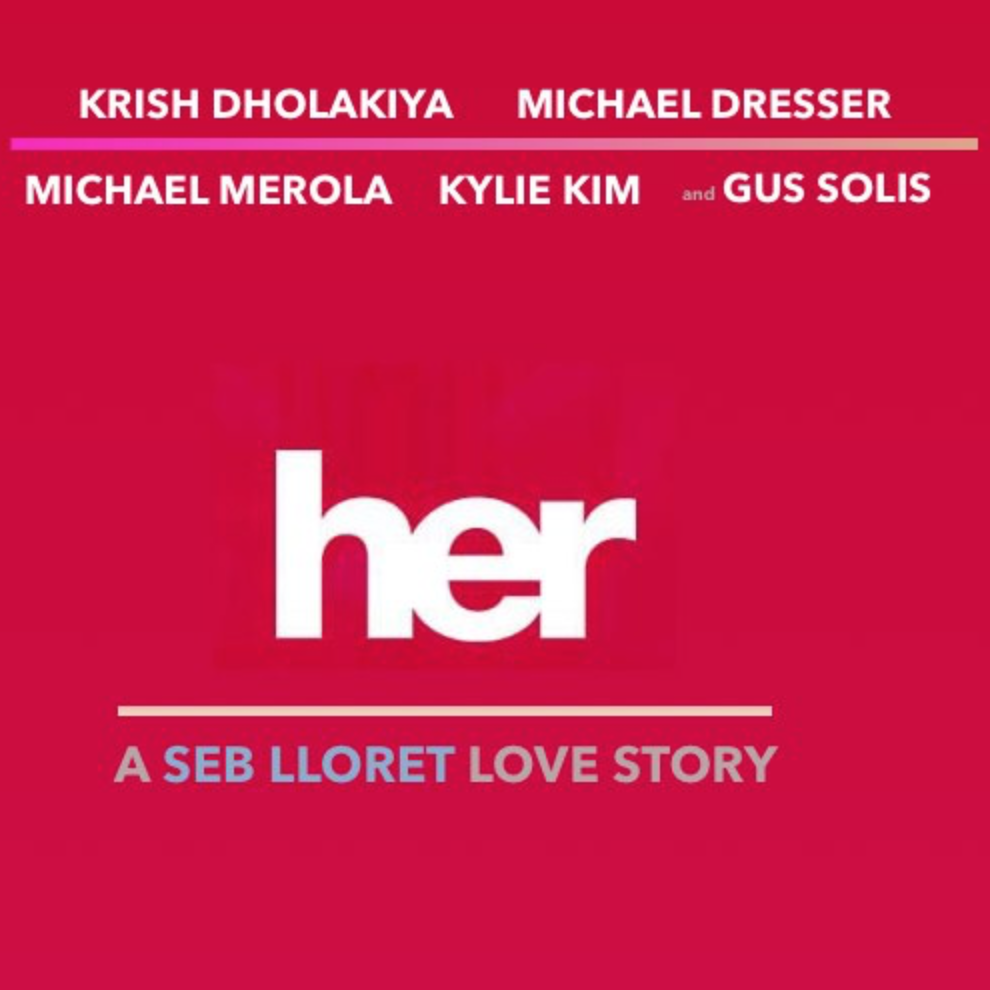 KRISH DHOLAKIYA MICHAEL DRESSER
MICHAEL MEROLA KYLIE KIM and GUS SOLIS
her
A SEB LLORET LOVE STORY